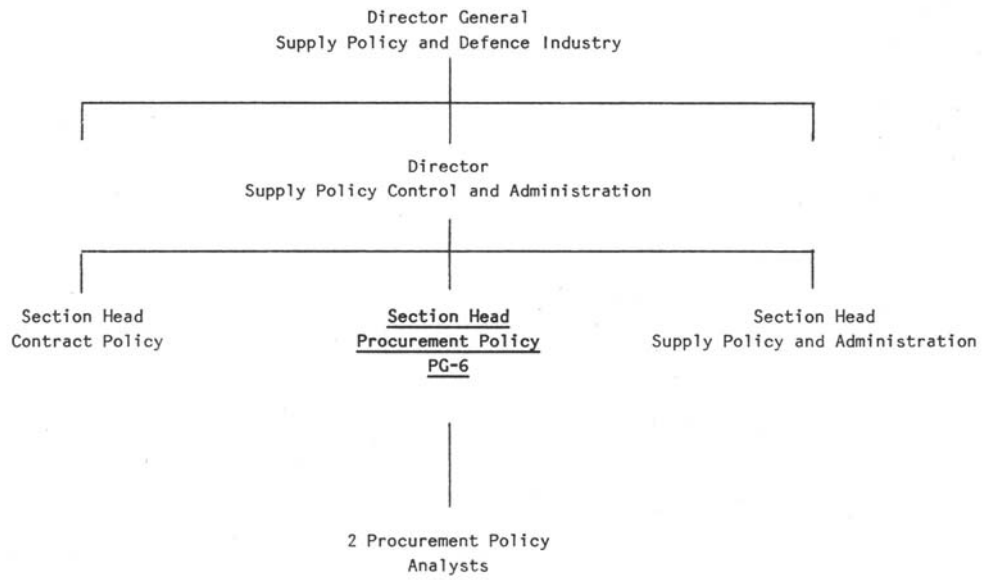 Director General
Supply Policy and Defence Industry
Director
Supply Policy Control and Administration
Section Head
Contract Policy
Section Head
Procurement Policy
PG-6
Section Head
Supply Policy and Administration
2 Procurement Policy
Analysts